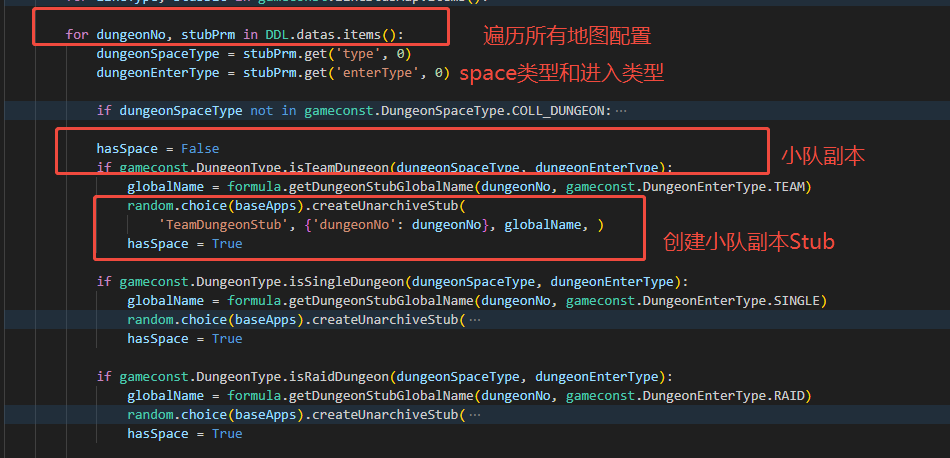 for dungeonNo, stubPrm in DDL.datas.items():
遍历所有地图配置
dungeonSpaceType = stubPrm.get('type', 0)
dungeonEnterType = stubPrm.get('enterType', 0)
space类型和进入类型
if dungeonSpaceType not in gameconst.DungeonSpaceType.COLL_DUNGEON:…
hasSpace = False
小队副本
if gameconst.DungeonType.isTeamDungeon(dungeonSpaceType, dungeonEnterType):
globalName = formula.getDungeonStubGlobalName(dungeonNo, gameconst.DungeonEnterType.TEAM)
random.choice(baseApps).createUnarchiveStub(
'TeamDungeonStub', {'dungeonNo': dungeonNo}, globalName, )
hasSpace = True
创建小队副本Stub
if gameconst.DungeonType.isSingleDungeon(dungeonSpaceType, dungeonEnterType):
globalName = formula.getDungeonStubGlobalName(dungeonNo, gameconst.DungeonEnterType.SINGLE)
random.choice(baseApps).createUnarchiveStub(…
hasSpace = True
if gameconst.DungeonType.isRaidDungeon(dungeonSpaceType, dungeonEnterType):
globalName = formula.getDungeonStubGlobalName(dungeonNo, gameconst.DungeonEnterType.RAID)
random.choice(baseApps).createUnarchiveStub(…
hasSpace = True